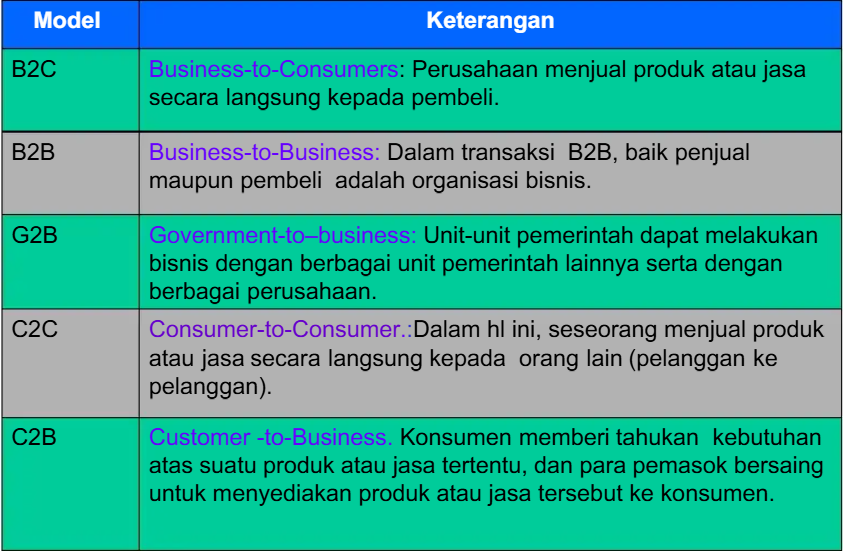 Model Keterangan
B2C Business-to-Consumers: Perusahaan menjual produk atau jasa
secara langsung kepada pembeli.
B2B Business-to-Business: Dalam transaksi B2B, baik penjual
maupun pembeli adalah organisasi bisnis.
G2B Government-to–business: Unit-unit pemerintah dapat melakukan
bisnis dengan berbagai unit pemerintah lainnya serta dengan
berbagai perusahaan.
C2C Consumer-to-Consumer.:Dalam hl ini, seseorang menjual produk
atau jasa secara langsung kepada orang lain (pelanggan ke
pelanggan).
C2B Customer -to-Business. Konsumen memberi tahukan kebutuhan
atas suatu produk atau jasa tertentu, dan para pemasok bersaing
untuk menyediakan produk atau jasa tersebut ke konsumen.